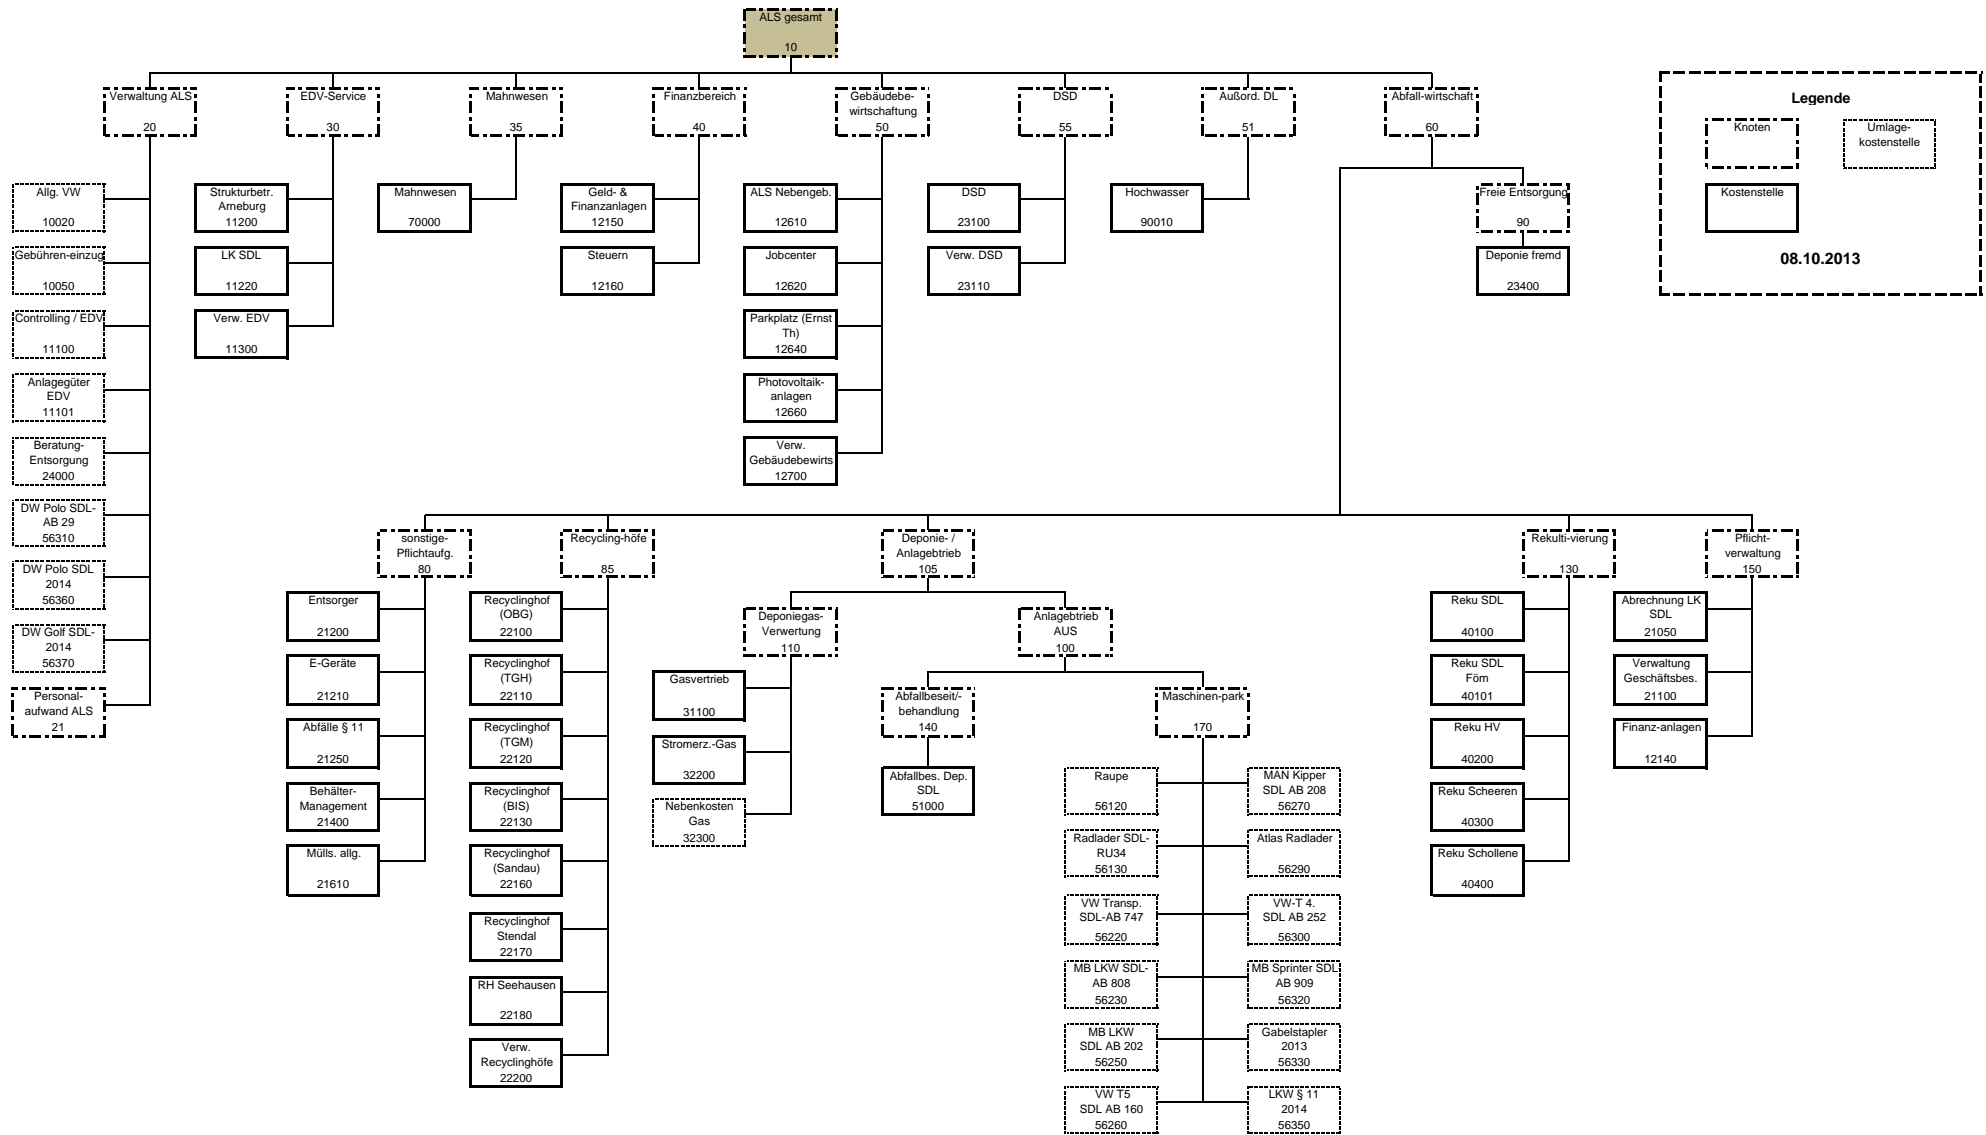 ALS gesamt
10
Verwaltung ALS
20
EDV-Service
30
Mahnwesen
35
Finanzbereich
40
Gebäudebe-
wirtschaftung
50
DSD
55
Außord. DL
51
Abfall-wirtschaft
60
Legende
Knoten
Umlage-
kostenstelle
Kostenstelle
08.10.2013
Allg. VW
10020
Gebühren-einzug
10050
Controlling / EDV
11100
Anlagegüter
EDV
11101
Beratung-
Entsorgung
24000
DW Polo SDL-
AB 29
56310
DW Polo SDL
2014
56360
DW Golf SDL-
2014
56370
Personal-
aufwand ALS
21
Strukturbetr.
Arneburg
11200
LK SDL
11220
Verw. EDV
11300
Mahnwesen
70000
Geld- &
Finanzanlagen
12150
Steuern
12160
ALS Nebengeb.
12610
Jobcenter
12620
Parkplatz (Ernst
Th)
12640
Photovoltaik-
anlagen
12660
Verw.
Gebäudebewirts
12700
DSD
23100
Verw. DSD
23110
Hochwasser
90010
Freie Entsorgung
90
Deponie fremd
23400
sonstige-
Pflichtaufg.
80
Entsorger
21200
E-Geräte
21210
Abfälle § 11
21250
Behälter-
Management
21400
Mülls. allg.
21610
Recycling-höfe
85
Recyclinghof
(OBG)
22100
Recyclinghof
(TGH)
22110
Recyclinghof
(TGM)
22120
Recyclinghof
(BIS)
22130
Recyclinghof
(Sandau)
22160
Recyclinghof
Stendal
22170
RH Seehausen
22180
Verw.
Recyclinghöfe
22200
Deponie- /
Anlagebtrieb
105
Deponiegas-
Verwertung
110
Gasvertrieb
31100
Stromerz.-Gas
32200
Nebenkosten
Gas
32300
Anlagebtrieb
AUS
100
Abfallbeseit/-
behandlung
140
Abfallbes. Dep.
SDL
51000
Maschinen-park
170
Raupe
56120
MAN Kipper
SDL AB 208
56270
Radlader SDL-
RU34
56130
Atlas Radlader
56290
VW Transp.
SDL-AB 747
56220
VW-T 4.
SDL AB 252
56300
MB LKW SDL-
AB 808
56230
MB Sprinter SDL
AB 909
56320
MB LKW
SDL AB 202
56250
Gabelstapler
2013
56330
VW T5
SDL AB 160
56260
LKW § 11
2014
56350
Rekulti-vierung
130
Reku SDL
40100
Reku SDL
Föm
40101
Reku HV
40200
Reku Scheeren
40300
Reku Schollene
40400
Pflicht-
verwaltung
150
Abrechnung LK
SDL
21050
Verwaltung
Geschäftsbes.
21100
Finanz-anlagen
12140